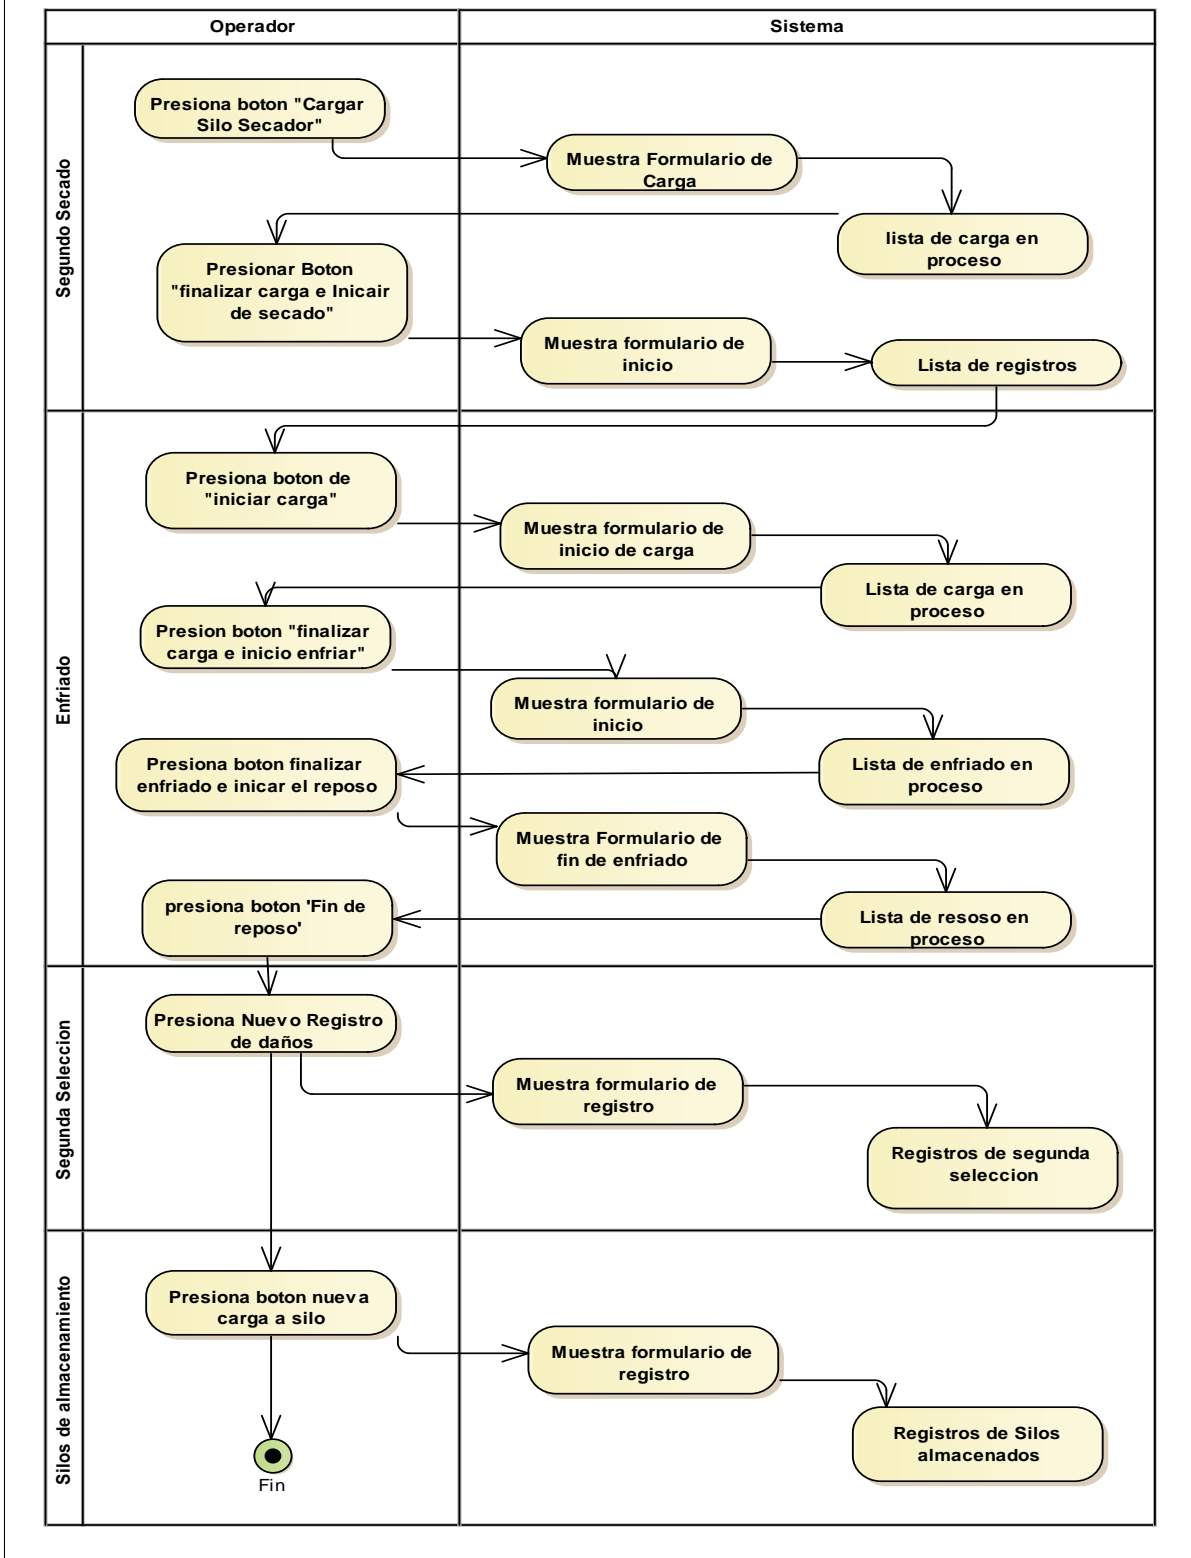 Operador
Sistema
Segundo Secado
Presiona boton "Cargar
Silo Secador"
Muestra Formulario de
Carga
lista de carga en
proceso
Presionar Boton
"finalizar carga e Inicair
de secado"
Muestra formulario de
inicio
Lista de registros
Enfriado
Presiona boton de
"iniciar carga"
Muestra formulario de
inicio de carga
Lista de carga en
proceso
Presion boton "finalizar
carga e inicio enfriar"
Muestra formulario de
inicio
Lista de enfriado en
proceso
Presiona boton finalizar
enfriado e inicar el reposo
Muestra Formulario de
fin de enfriado
Lista de resoso en
proceso
presiona boton 'Fin de
reposo'
Segunda Seleccion
Presiona Nuevo Registro
de daños
Muestra formulario de
registro
Registros de segunda
seleccion
Silos de almacenamiento
Presiona boton nueva
carga a silo
Muestra formulario de
registro
Registros de Silos
almacenados
Fin